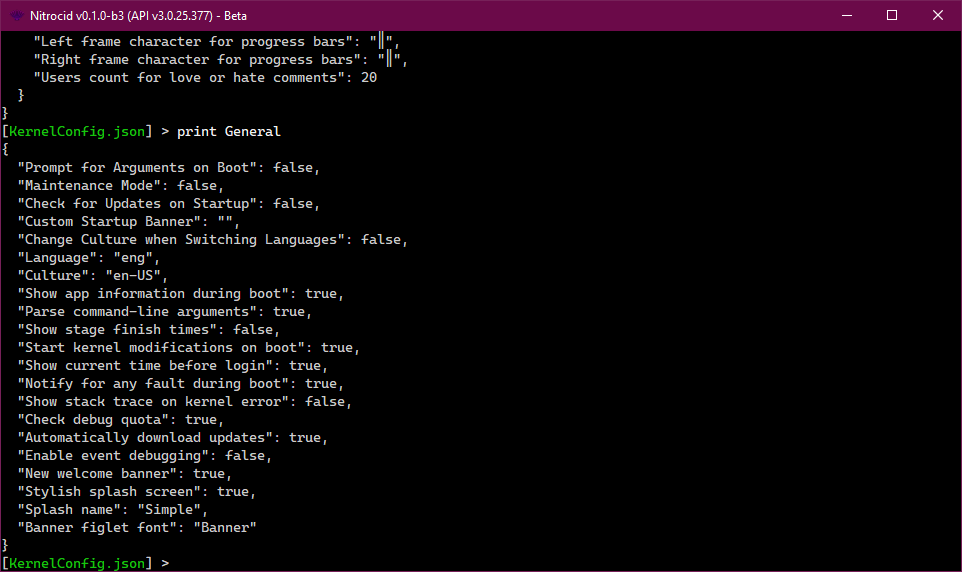 Nitrocid v0.1.0-b3 (API v3.0.25.377) - Beta
    "Left frame character for progress bars": "║",
    "Right frame character for progress bars": "║",
    "Users count for love or hate comments": 20
  }
}
[KernelConfig.json] > print General
{
  "Prompt for Arguments on Boot": false,
  "Maintenance Mode": false,
  "Check for Updates on Startup": false,
  "Custom Startup Banner": "",
  "Change Culture when Switching Languages": false,
  "Language": "eng",
  "Culture": "en-US",
  "Show app information during boot": true,
  "Parse command-line arguments": true,
  "Show stage finish times": false,
  "Start kernel modifications on boot": true,
  "Show current time before login": true,
  "Notify for any fault during boot": true,
  "Show stack trace on kernel error": false,
  "Check debug quota": true,
  "Automatically download updates": true,
  "Enable event debugging": false,
  "New welcome banner": true,
  "Stylish splash screen": true,
  "Splash name": "Simple",
  "Banner figlet font": "Banner"
}
[KernelConfig.json] >